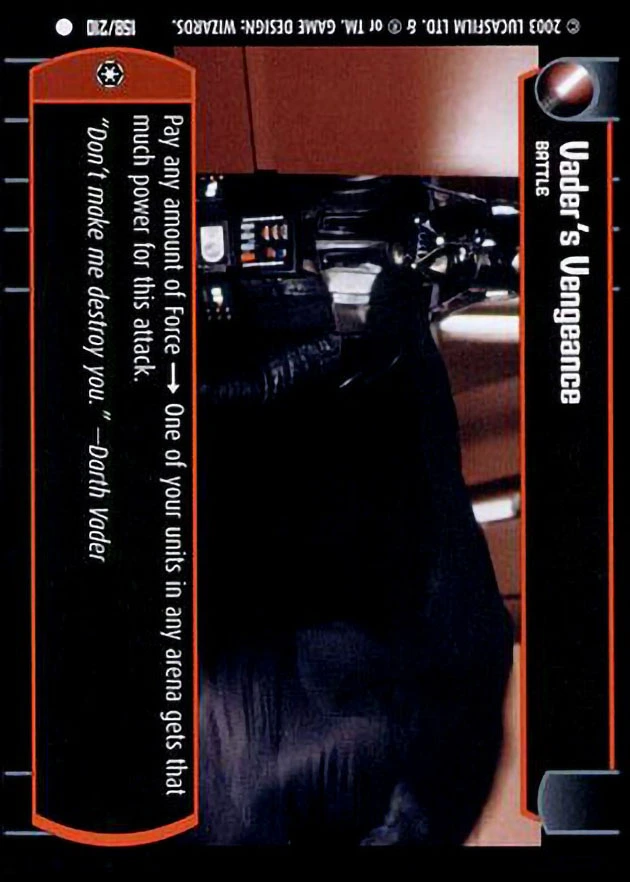 Vader's Vengeance
BATTLE
Pay any amount of Force → One of your units in any arena gets that
much power for this attack.
"Don't make me destroy you." —Darth Vader
© 2003 LUCASFILM LTD. & ® or TM. GAME DESIGN: WIZARDS.
158/210